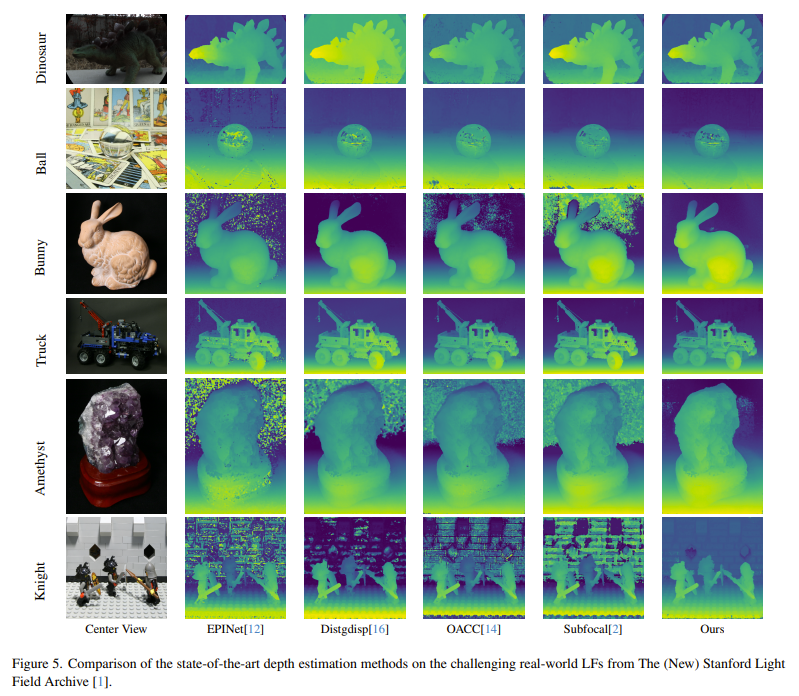 Dinosaur
Ball
Bunny
Truck
Amethyst
Knight
Center View EPINet[12] Distgdisp[16] OACC[14] Subfocal[2] Ours
Figure 5. Comparison of the state-of-the-art depth estimation methods on the challenging real-world LFs from The (New) Stanford Light
Field Archive [1].